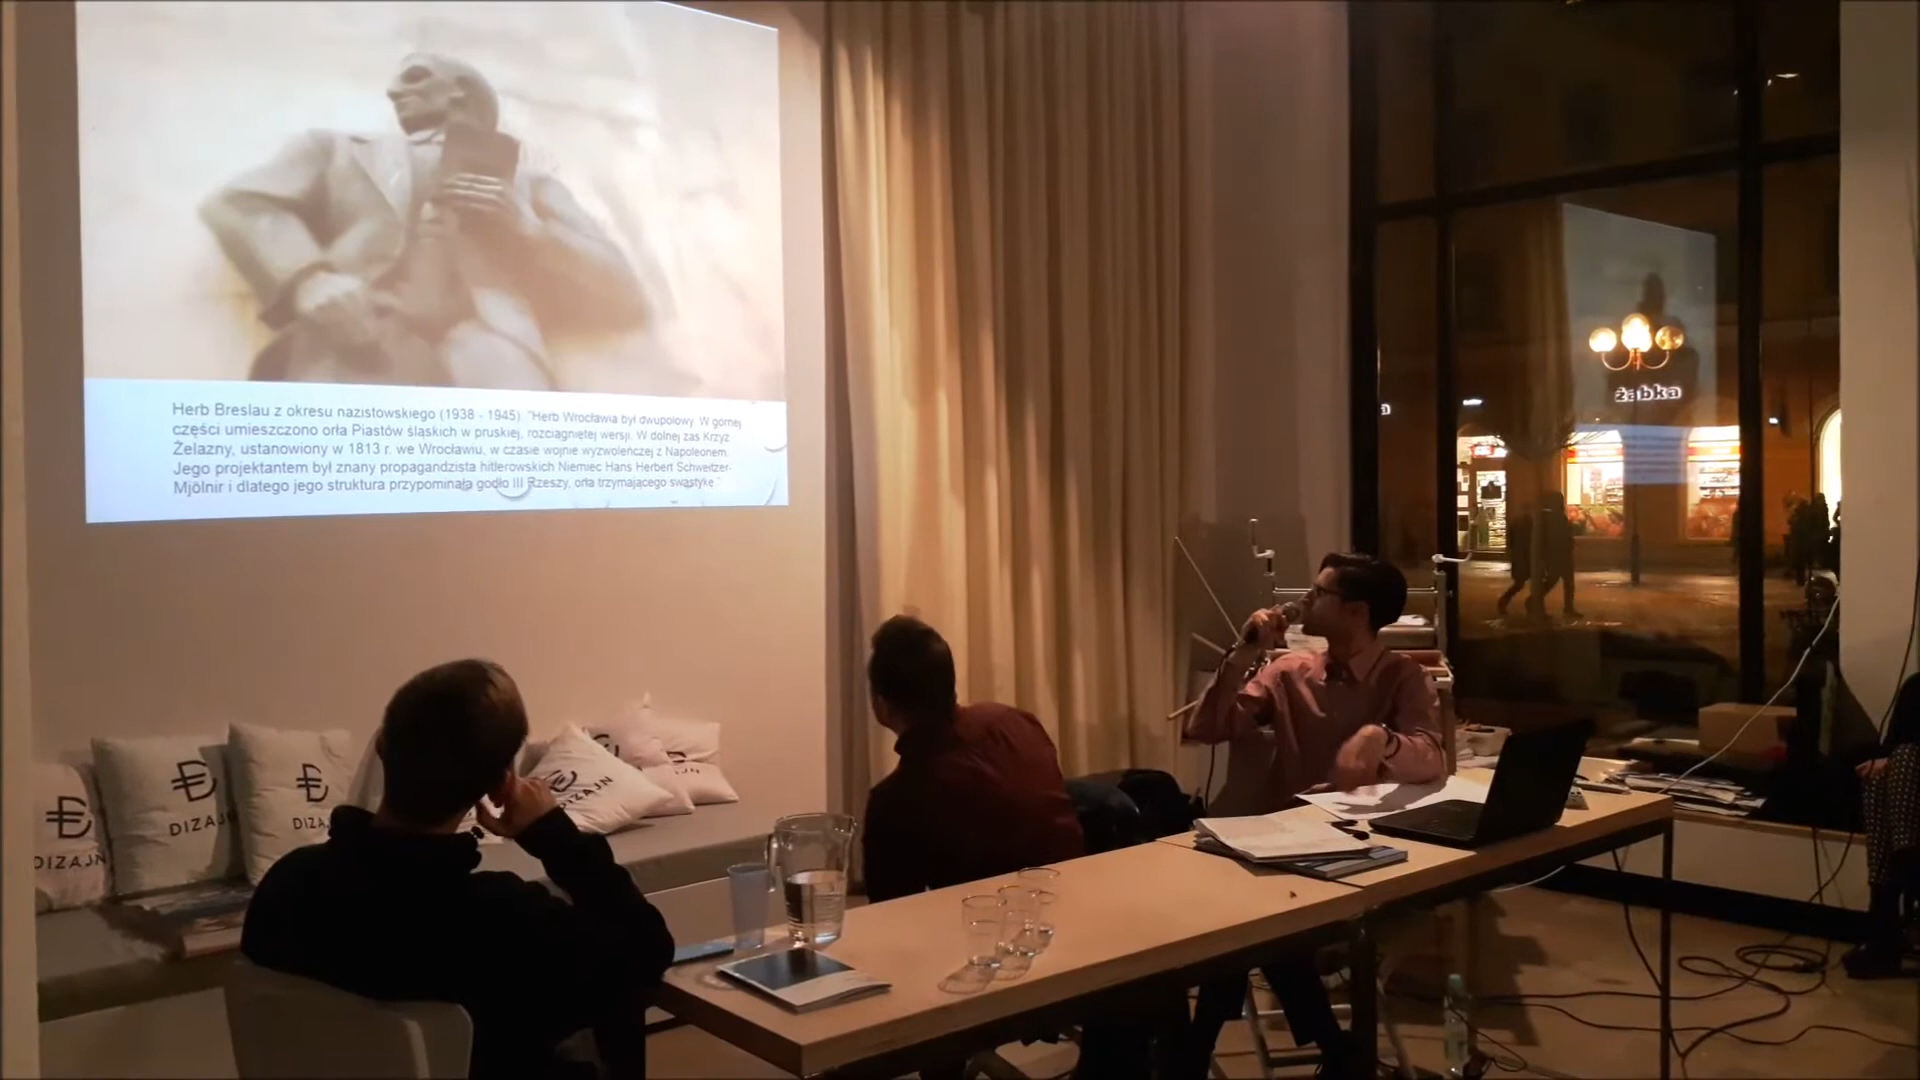 Herb Breslau z okresu nazistowskiego (1938 - 1945). "Herb Wrocławia był dwupolowy. W górnej
części umieszczono orła Piastów śląskich w pruskiej, rozciągniętej wersji. W dolnej zaś Krzyż
Żelazny, ustanowiony w 1813 r. we Wrocławiu, w czasie wojnie wyzwoleńczej z Napoleonem.
Jego projektantem był znany propagandzista hitlerowskich Niemiec Hans Herbert Schweitzer-
Mjölnir i dlatego jego struktura przypominała godło III Rzeszy, orła trzymającego swastykę."
żabka
DIZAJN
DIZAJN
DIZAJ
DIZAJN